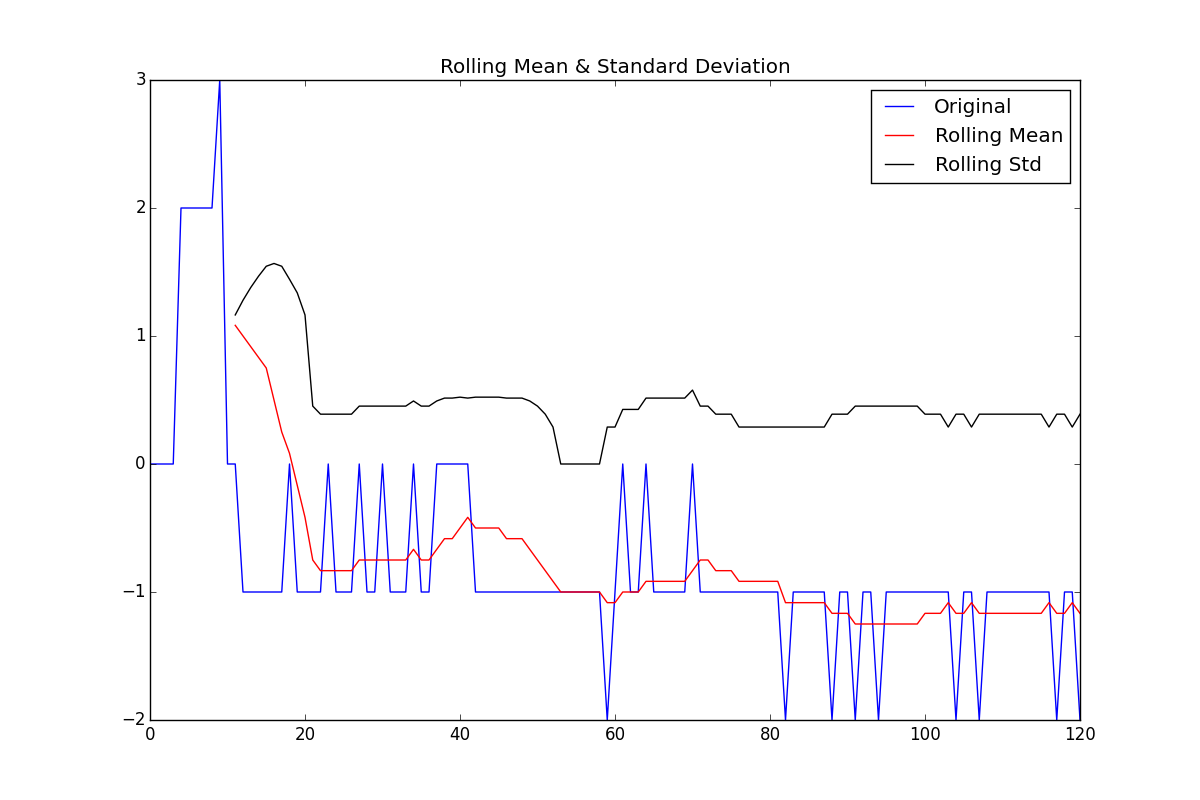 Rolling Mean & Standard Deviation
3
2
1
0
−1
−2
0 20 40 60 80 100 120
Original
Rolling Mean
Rolling Std